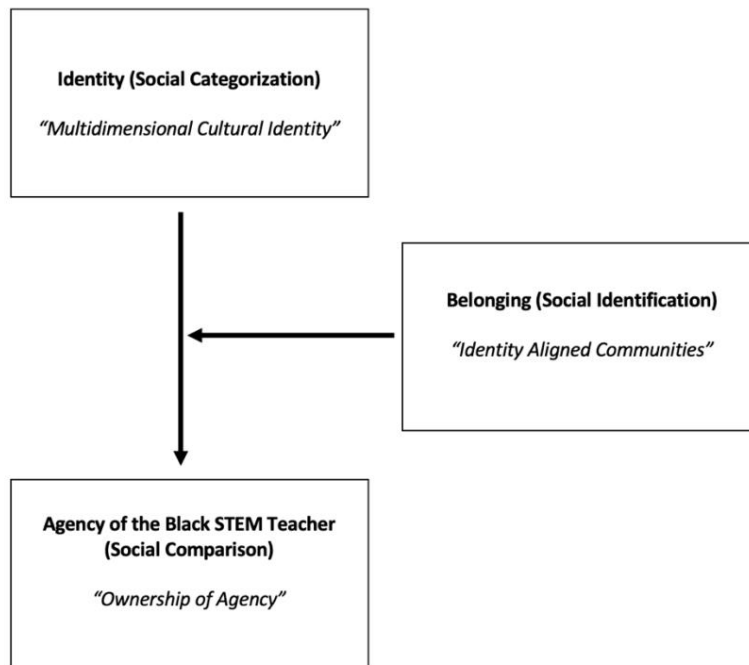 Identity (Social Categorization)
“Multidimensional Cultural Identity”
Belonging (Social Identification)
“Identity Aligned Communities”
Agency of the Black STEM Teacher
(Social Comparison)
“Ownership of Agency”